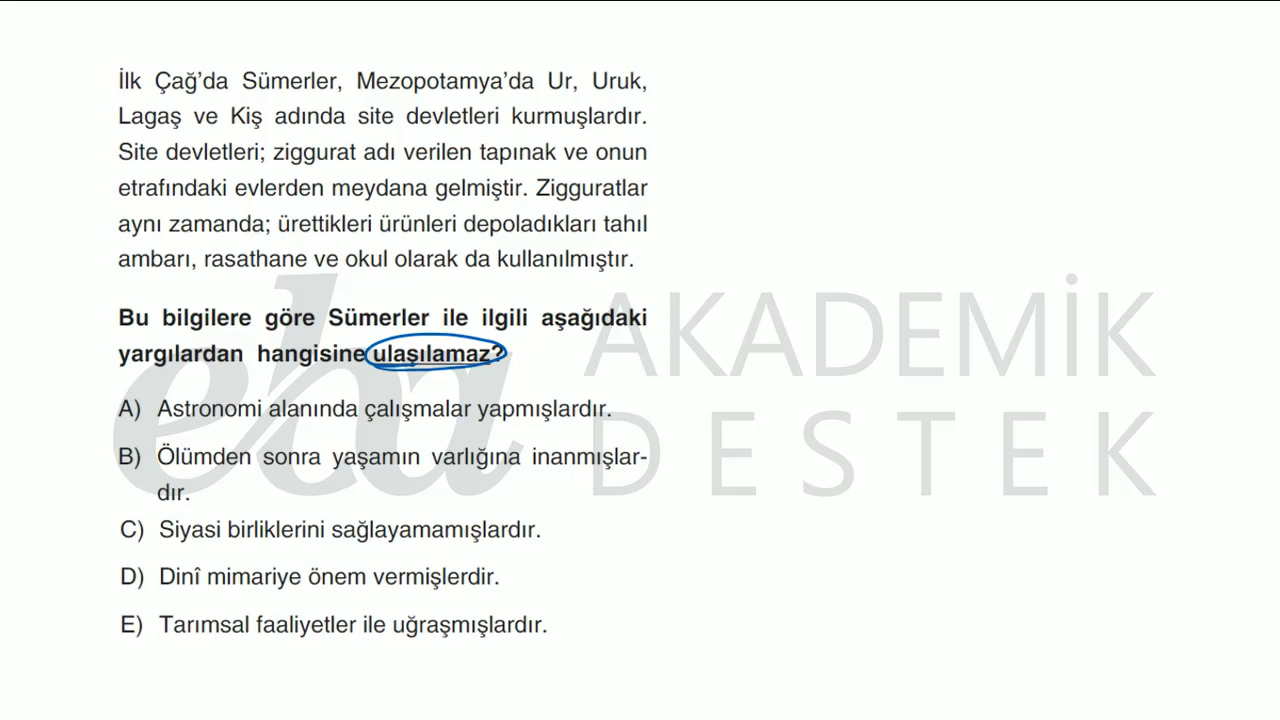 İlk Çağ'da Sümerler, Mezopotamya'da Ur, Uruk,
Lagaş ve Kiş adında site devletleri kurmuşlardır.
Site devletleri; ziggurat adı verilen tapınak ve onun
etrafındaki evlerden meydana gelmiştir. Zigguratlar
aynı zamanda; ürettikleri ürünleri depoladıkları tahıl
ambarı, rasathane ve okul olarak da kullanılmıştır.
Bu bilgilere göre Sümerler ile ilgili aşağıdaki
yargılardan hangisine ulaşılamaz?
A) Astronomi alanında çalışmalar yapmışlardır.
B) Ölümden sonra yaşamın varlığına inanmışlar-
dır.
C) Siyasi birliklerini sağlayamamışlardır.
D) Dinî mimariye önem vermişlerdir.
E) Tarımsal faaliyetler ile uğraşmışlardır.
eba
AKADEMİK
DESTEK